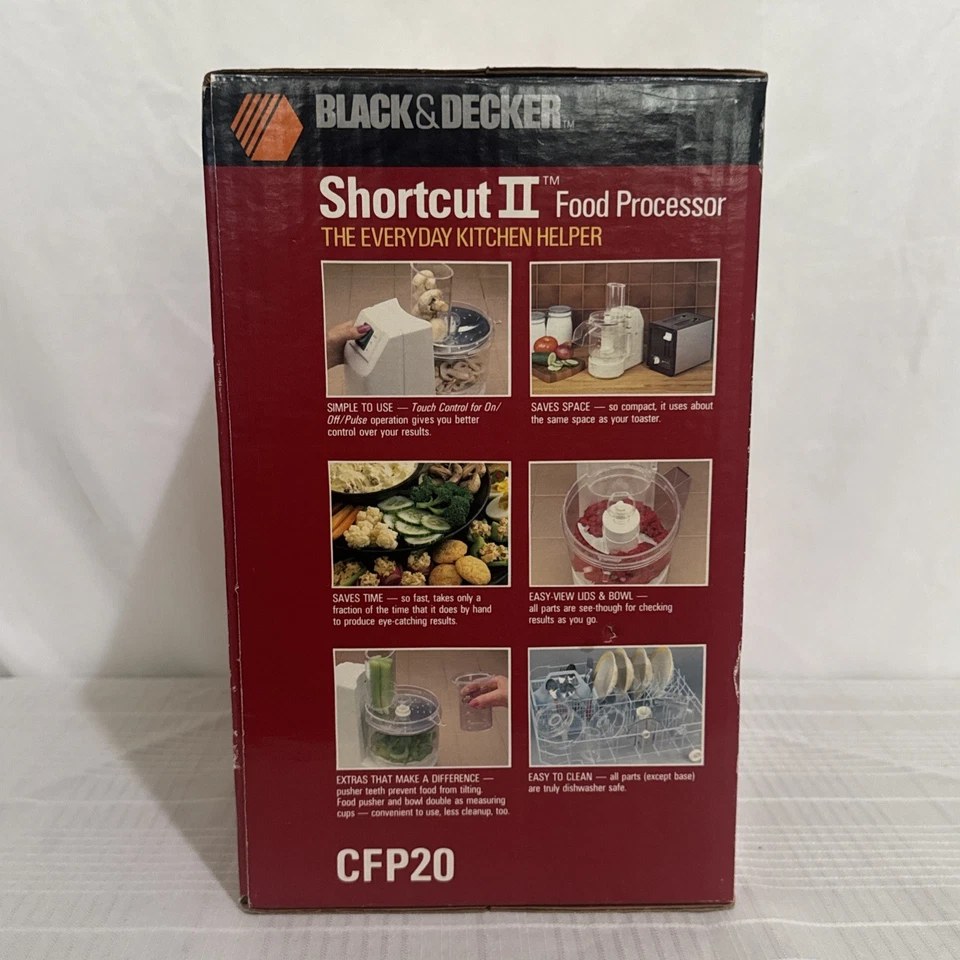 BLACK&DECKER™
Shortcut II™ Food Processor
THE EVERYDAY KITCHEN HELPER
SIMPLE TO USE — Touch Control for On/
Off/Pulse operation gives you better
control over your results.
SAVES SPACE — so compact, it uses about
the same space as your toaster.
SAVES TIME — so fast, takes only a
fraction of the time that it does by hand
to produce eye-catching results.
EASY-VIEW LIDS & BOWL —
all parts are see-though for checking
results as you go.
EXTRAS THAT MAKE A DIFFERENCE —
pusher teeth prevent food from tilting.
Food pusher and bowl double as measuring
cups — convenient to use, less cleanup, too.
EASY TO CLEAN — all parts (except base)
are truly dishwasher safe.
CFP20